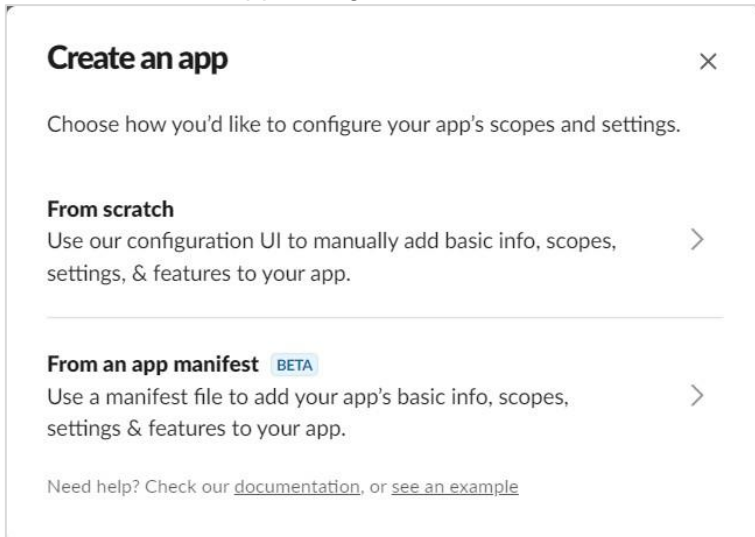 Create an app
Choose how you’d like to configure your app’s scopes and settings.
From scratch
Use our configuration UI to manually add basic info, scopes,
settings, & features to your app.
From an app manifest BETA
Use a manifest file to add your app’s basic info, scopes,
settings & features to your app.
Need help? Check our documentation, or see an example